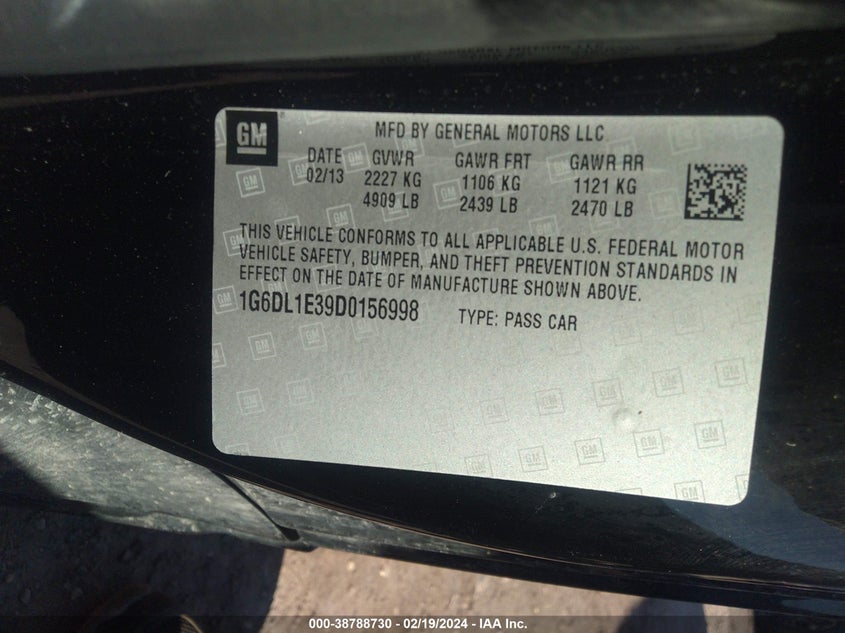 GM
MFD BY GENERAL MOTORS LLC
DATE GVWR GAWR FRT GAWR RR
02/13 2227 KG 1106 KG 1121 KG
4909 LB 2439 LB 2470 LB
THIS VEHICLE CONFORMS TO ALL APPLICABLE U.S. FEDERAL MOTOR
VEHICLE SAFETY, BUMPER, AND THEFT PREVENTION STANDARDS IN
EFFECT ON THE DATE OF MANUFACTURE SHOWN ABOVE.
1G6DL1E39D0156998 TYPE: PASS CAR
000-38788730 - 02/19/2024 - IAA Inc.